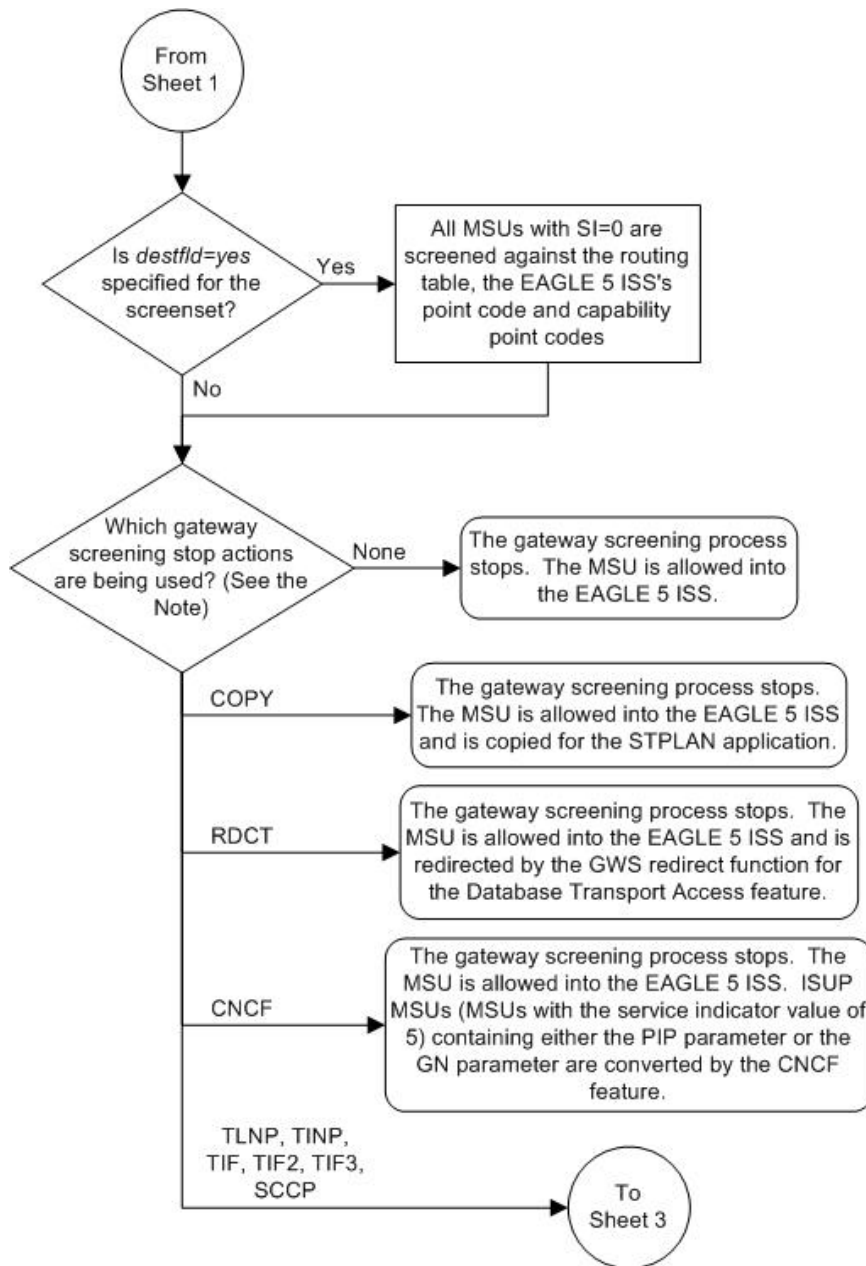 From
Sheet 1
Is destfld=yes
specified for the
screenset?
Yes
All MSUs with SI=0 are
screened against the routing
table, the EAGLE 5 ISS's
point code and capability
point codes
No
Which gateway
screening stop actions
are being used? (See the
Note)
None
The gateway screening process
stops. The MSU is allowed into
the EAGLE 5 ISS.
COPY
The gateway screening process stops.
The MSU is allowed into the EAGLE 5 ISS
and is copied for the STPLAN application.
RDCT
The gateway screening process stops. The
MSU is allowed into the EAGLE 5 ISS and is
redirected by the GWS redirect function for
the Database Transport Access feature.
CNCF
The gateway screening process stops. The
MSU is allowed into the EAGLE 5 ISS. ISUP
MSUs (MSUs with the service indicator value of
5) containing either the PIP parameter or the
GN parameter are converted by the CNCF
feature.
TLNP, TINP,
TIF, TIF2, TIF3,
SCCP
To
Sheet 3